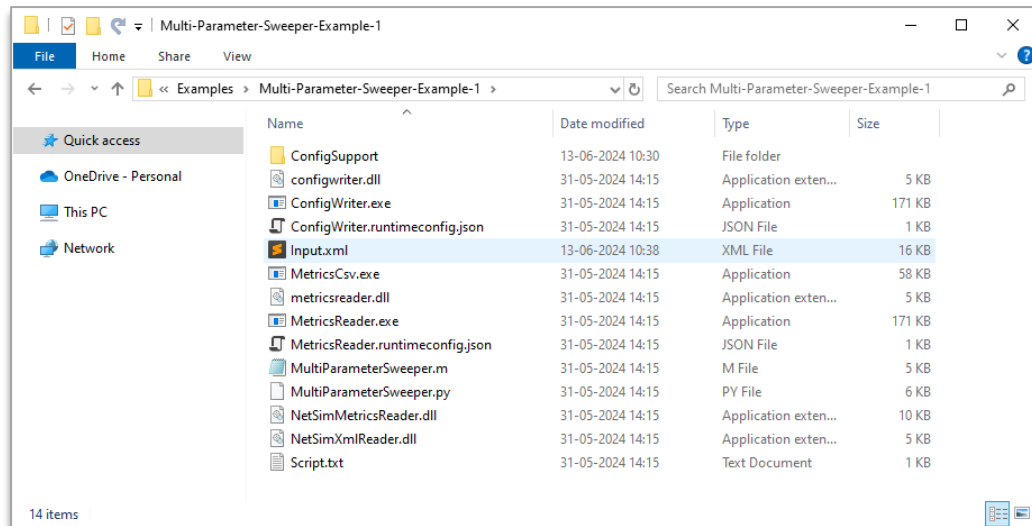 Multi-Parameter-Sweeper-Example-1
File Home Share View
« Examples > Multi-Parameter-Sweeper-Example-1 > Search Multi-Parameter-Sweeper-Example-1
Name Date modified Type Size
Quick access
OneDrive - Personal
This PC
Network
ConfigSupport 13-06-2024 10:30 File folder
configwriter.dll 31-05-2024 14:15 Application exten... 5 KB
ConfigWriter.exe 31-05-2024 14:15 Application 171 KB
ConfigWriter.runtimeconfig.json 31-05-2024 14:15 JSON File 1 KB
Input.xml 13-06-2024 10:38 XML File 16 KB
MetricsCsv.exe 31-05-2024 14:15 Application 58 KB
metricsreader.dll 31-05-2024 14:15 Application exten... 5 KB
MetricsReader.exe 31-05-2024 14:15 Application 171 KB
MetricsReader.runtimeconfig.json 31-05-2024 14:15 JSON File 1 KB
MultiParameterSweeper.m 31-05-2024 14:15 M File 5 KB
MultiParameterSweeper.py 31-05-2024 14:15 PY File 6 KB
NetSimMetricsReader.dll 31-05-2024 14:15 Application exten... 10 KB
NetSimXmlReader.dll 31-05-2024 14:15 Application exten... 5 KB
Script.txt 31-05-2024 14:15 Text Document 1 KB
14 items